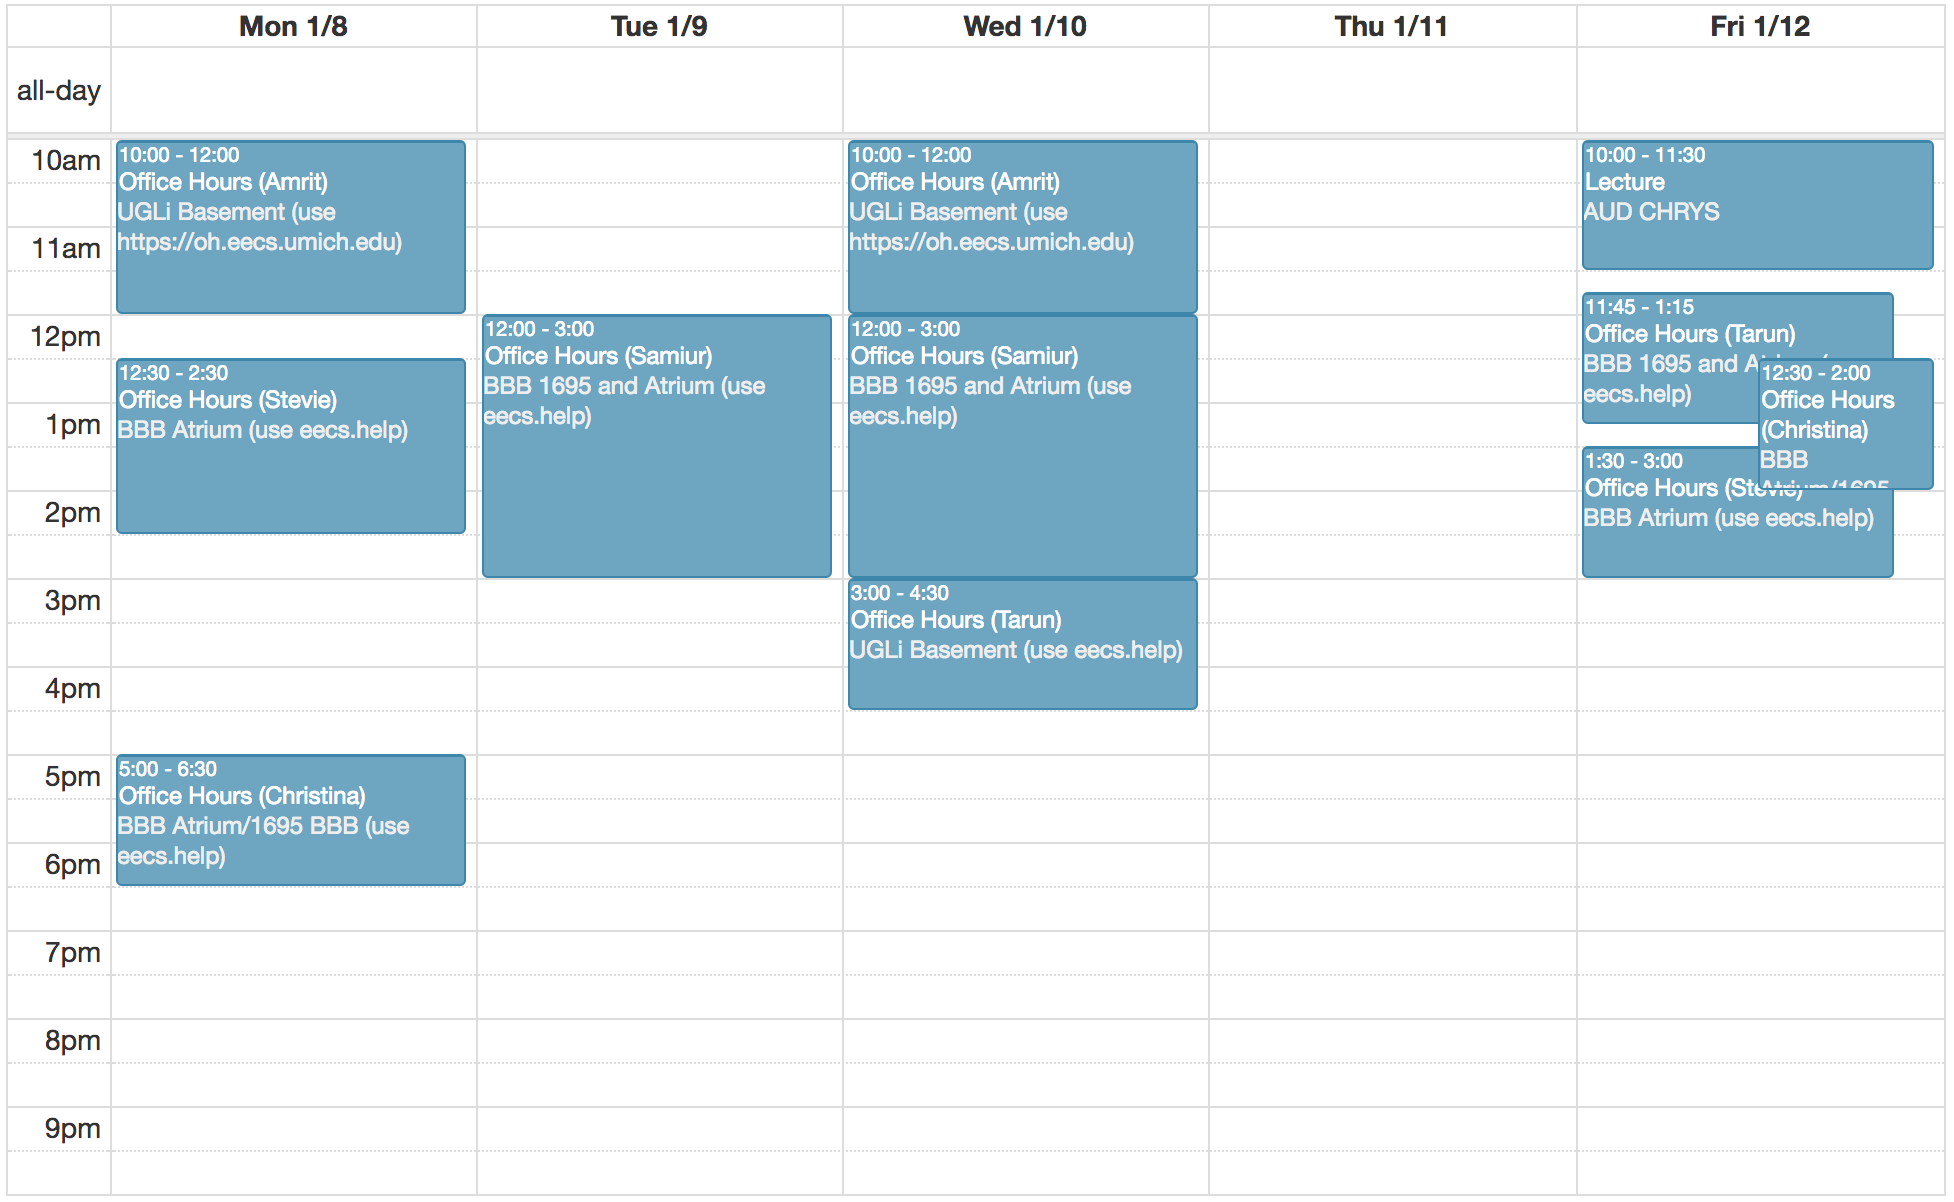 Mon 1/8
Tue 1/9
Wed 1/10
Thu 1/11
Fri 1/12
all-day
10am
11am
12pm
1pm
2pm
3pm
4pm
5pm
6pm
7pm
8pm
9pm
10:00 - 12:00
Office Hours (Amrit)
UGLi Basement (use
https://oh.eecs.umich.edu)
12:30 - 2:30
Office Hours (Stevie)
BBB Atrium (use eecs.help)
5:00 - 6:30
Office Hours (Christina)
BBB Atrium/1695 BBB (use
eecs.help)
12:00 - 3:00
Office Hours (Samiur)
BBB 1695 and Atrium (use
eecs.help)
10:00 - 12:00
Office Hours (Amrit)
UGLi Basement (use
https://oh.eecs.umich.edu)
12:00 - 3:00
Office Hours (Samiur)
BBB 1695 and Atrium (use
eecs.help)
3:00 - 4:30
Office Hours (Tarun)
UGLi Basement (use eecs.help)
10:00 - 11:30
Lecture
AUD CHRYS
11:45 - 1:15
Office Hours (Tarun)
BBB 1695 and
eecs.help)
12:30 - 2:00
Office Hours
(Christina)
BBB
Atrium/1695
1:30 - 3:00
Office Hours (Stevie)
BBB Atrium (use eecs.help)